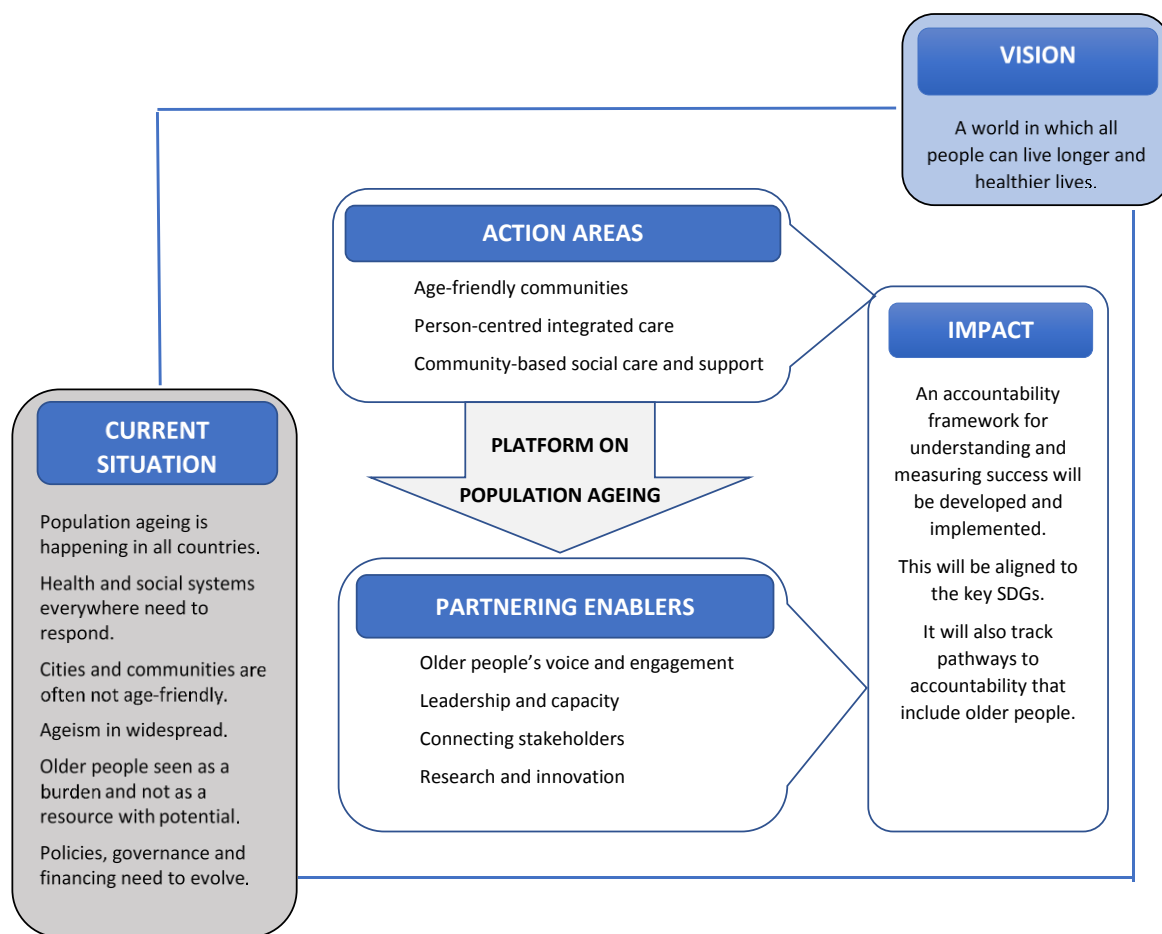 VISION
A world in which all
people can live longer and
healthier lives.
ACTION AREAS
Age-friendly communities
Person-centred integrated care
Community-based social care and support
PLATFORM ON
POPULATION AGEING
PARTNERING ENABLERS
Older people’s voice and engagement
Leadership and capacity
Connecting stakeholders
Research and innovation
IMPACT
An accountability
framework for
understanding and
measuring success will
be developed and
implemented.
This will be aligned to
the key SDGs.
It will also track
pathways to
accountability that
include older people.
CURRENT
SITUATION
Population ageing is
happening in all countries.
Health and social systems
everywhere need to
respond.
Cities and communities are
often not age-friendly.
Ageism in widespread.
Older people seen as a
burden and not as a
resource with potential.
Policies, governance and
financing need to evolve.